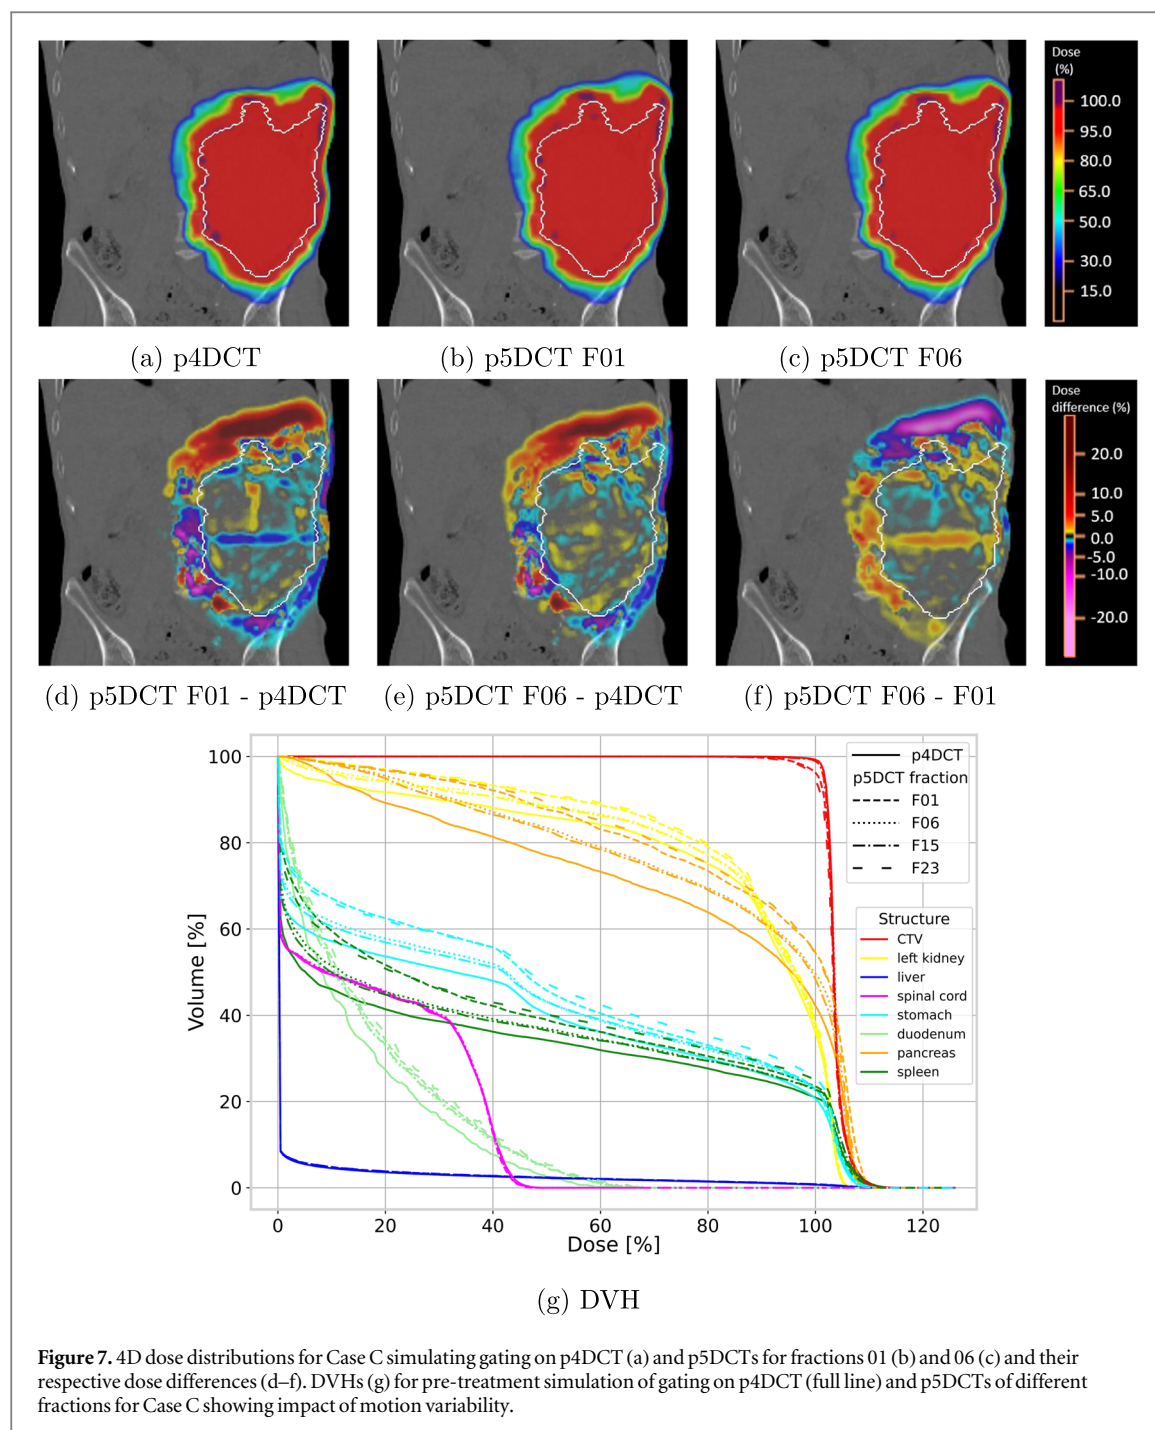 Dose
(%)
100.0
95.0
80.0
65.0
50.0
30.0
15.0
(a) p4DCT
(b) p5DCT F01
(c) p5DCT F06
Dose
difference (%)
20.0
10.0
5.0
0.0
-5.0
-10.0
-20.0
(d) p5DCT F01 - p4DCT
(e) p5DCT F06 - p4DCT
(f) p5DCT F06 - F01
100
80
60
40
20
0
Volume [%]
0 20 40 60 80 100 120
Dose [%]
p4DCT
p5DCT fraction
F01
F06
F15
F23
Structure
CTV
left kidney
liver
spinal cord
stomach
duodenum
pancreas
spleen
(g) DVH
Figure 7. 4D dose distributions for Case C simulating gating on p4DCT (a) and p5DCTs for fractions 01 (b) and 06 (c) and their
respective dose differences (d–f). DVHs (g) for pre-treatment simulation of gating on p4DCT (full line) and p5DCTs of different
fractions for Case C showing impact of motion variability.